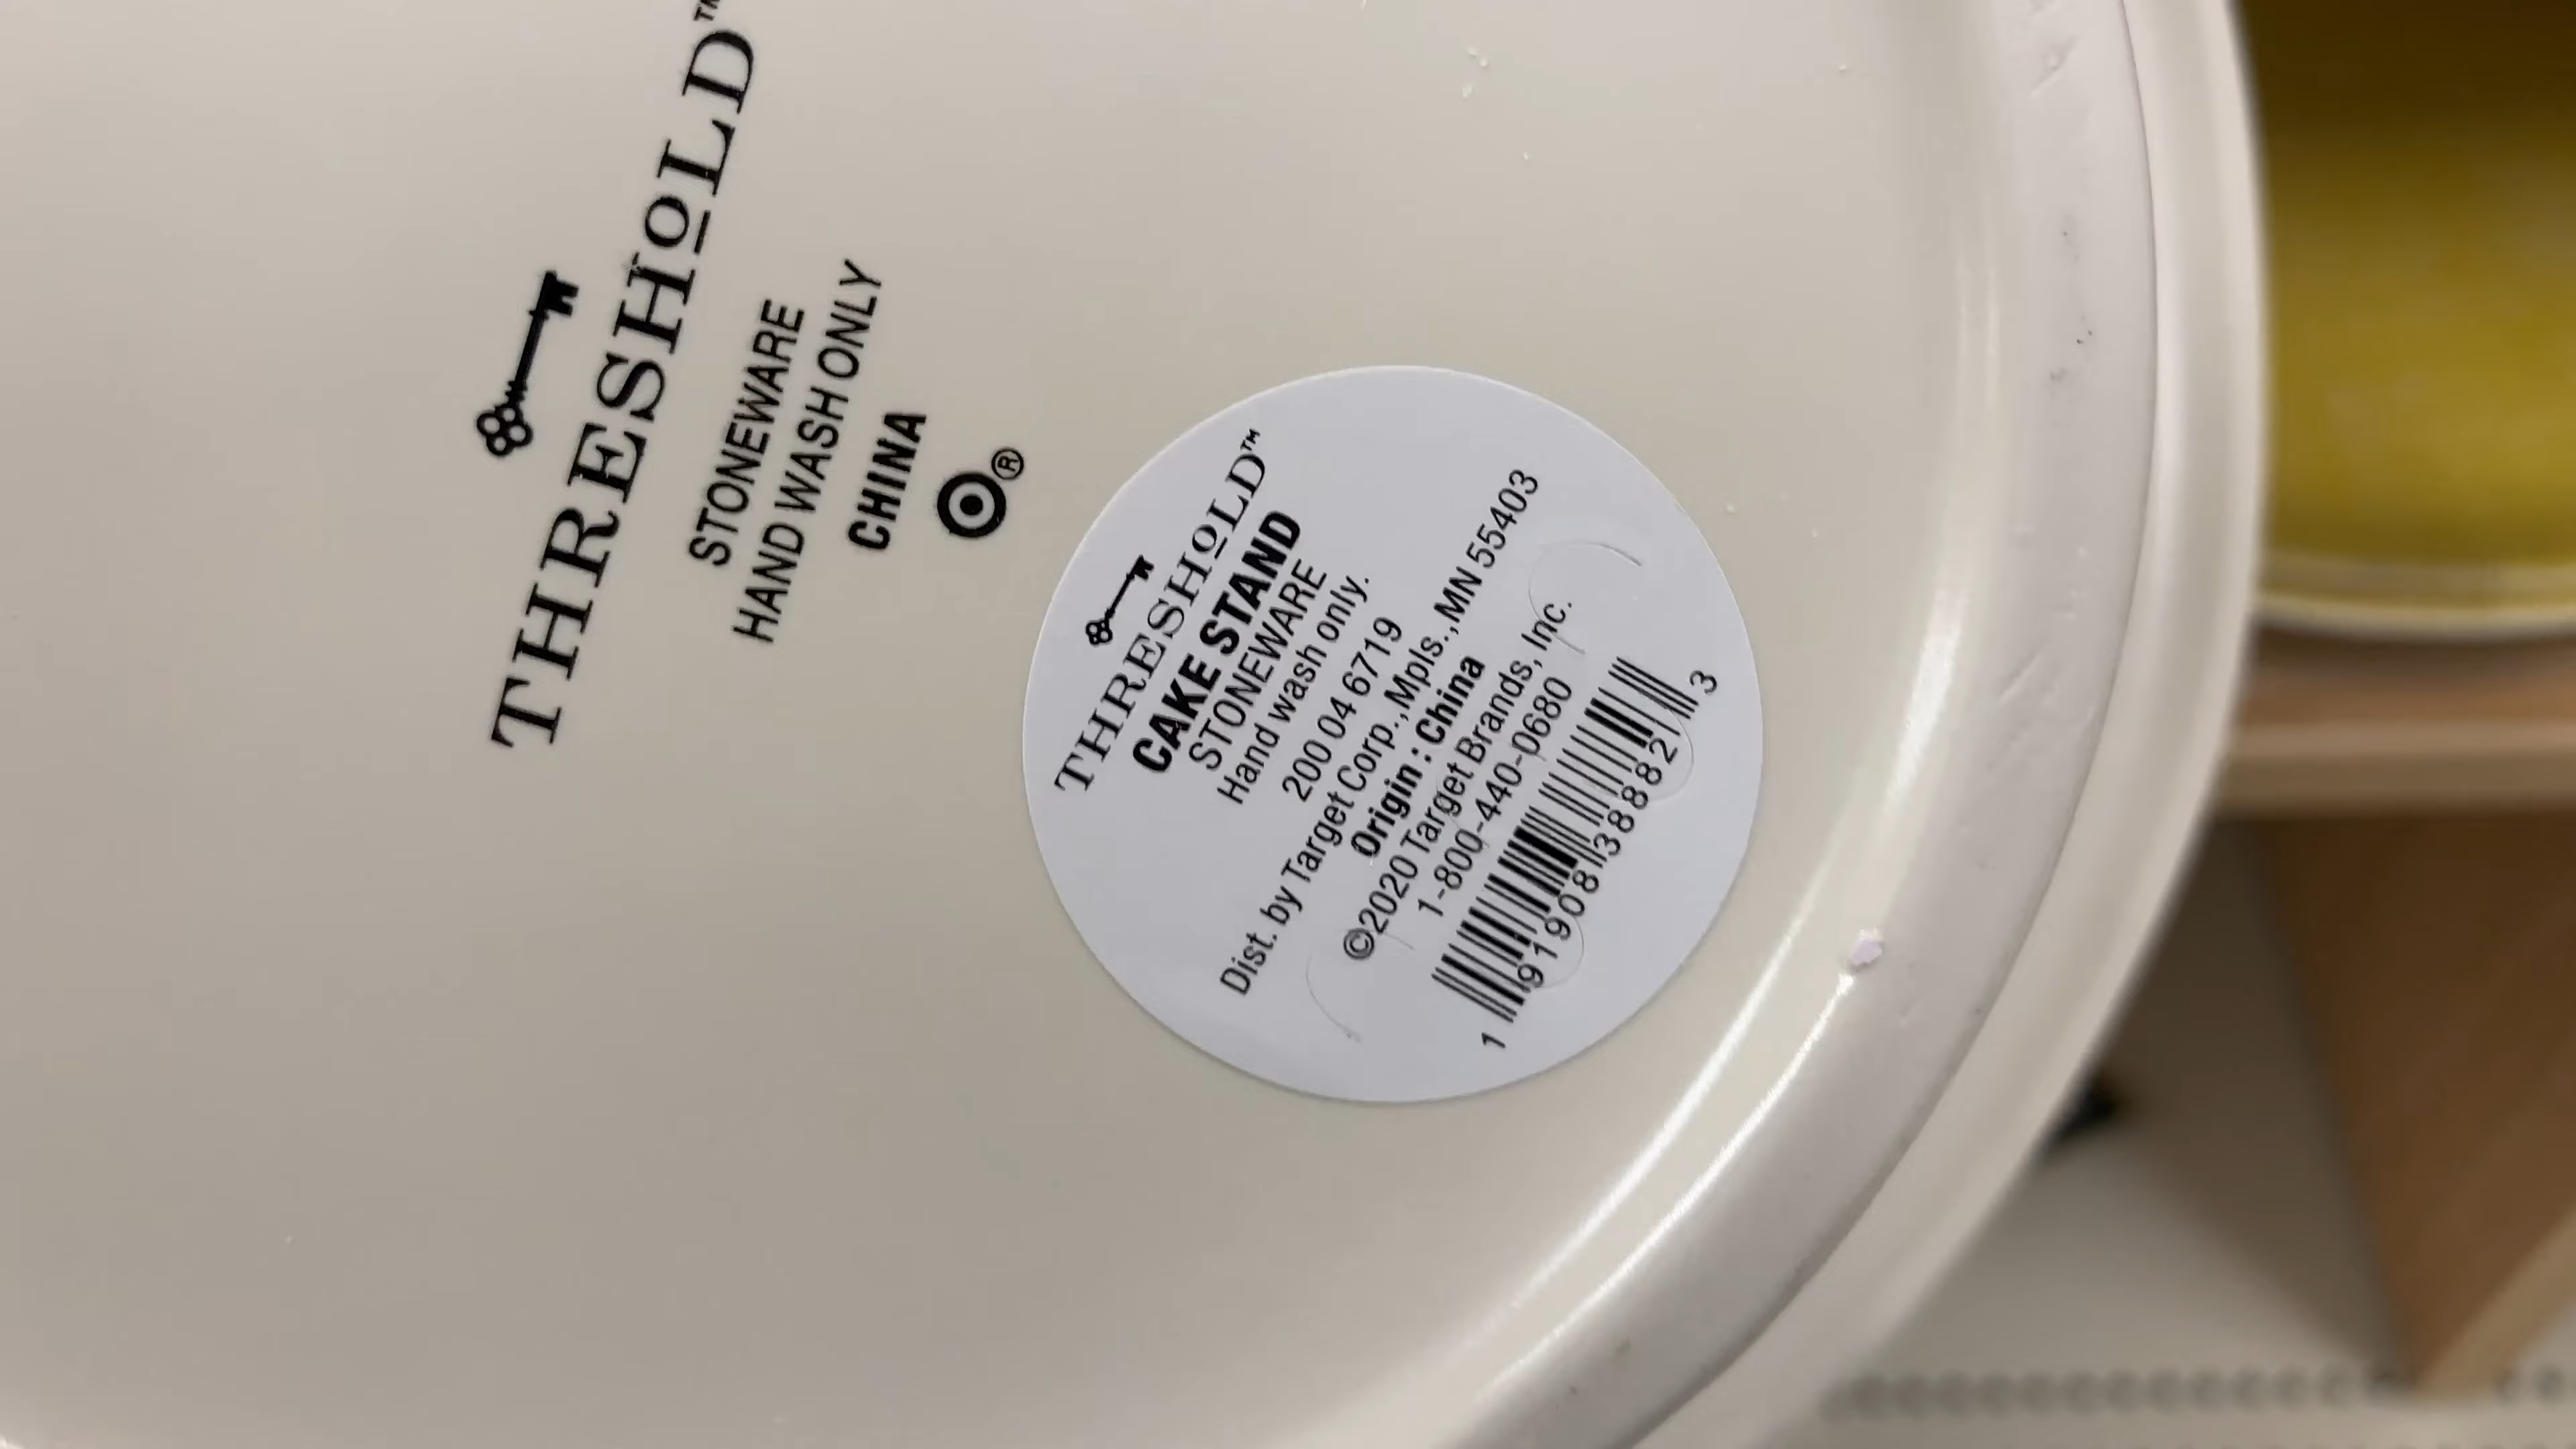 THRESHOLD™
STONEWARE
HAND WASH ONLY
CHINA
®
THRESHOLD™
CAKE STAND
STONEWARE
Hand wash only.
200 04 6719
Dist. by Target Corp.,Mpls.,MN 55403
Origin : China
©2020 Target Brands, Inc.
1-800-440-0680
1 91908 38882 3